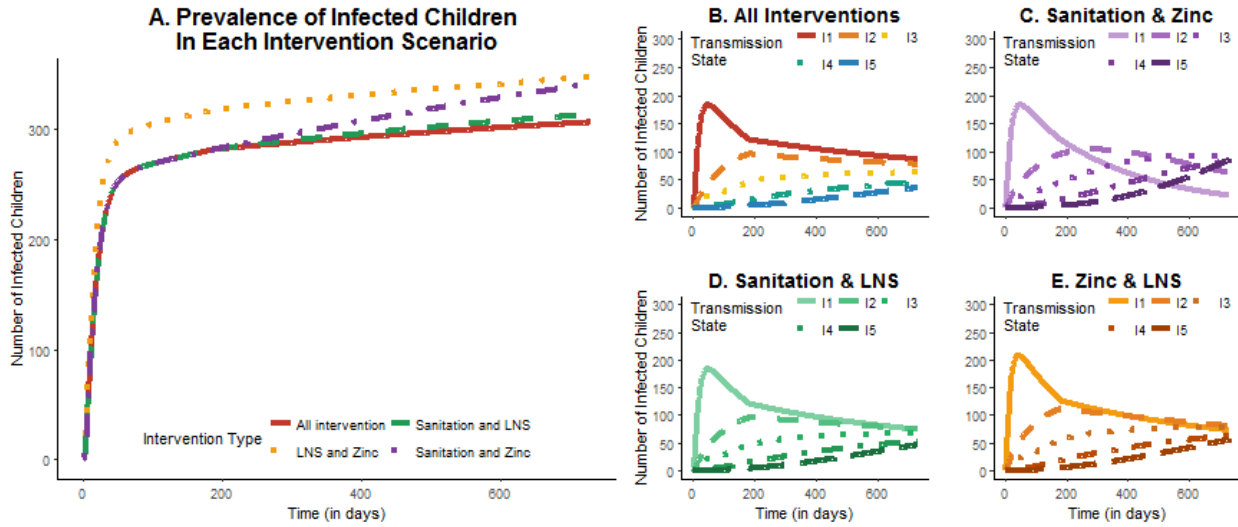 A. Prevalence of Infected Children
In Each Intervention Scenario
Number of Infected Children
300
200
100
0
Intervention Type
All intervention
Sanitation and LNS
LNS and Zinc
Sanitation and Zinc
0
200
400
600
Time (in days)
B. All Interventions
Number of Infected Children
300
250
200
150
100
50
0
Transmission
State
I1
I2
I3
I4
I5
0
200
400
600
Time (in days)
C. Sanitation & Zinc
300
250
200
150
100
50
0
Transmission
State
I1
I2
I3
I4
I5
0
200
400
600
Time (in days)
D. Sanitation & LNS
Number of Infected Children
300
250
200
150
100
50
0
Transmission
State
I1
I2
I3
I4
I5
0
200
400
600
Time (in days)
E. Zinc & LNS
300
250
200
150
100
50
0
Transmission
State
I1
I2
I3
I4
I5
0
200
400
600
Time (in days)